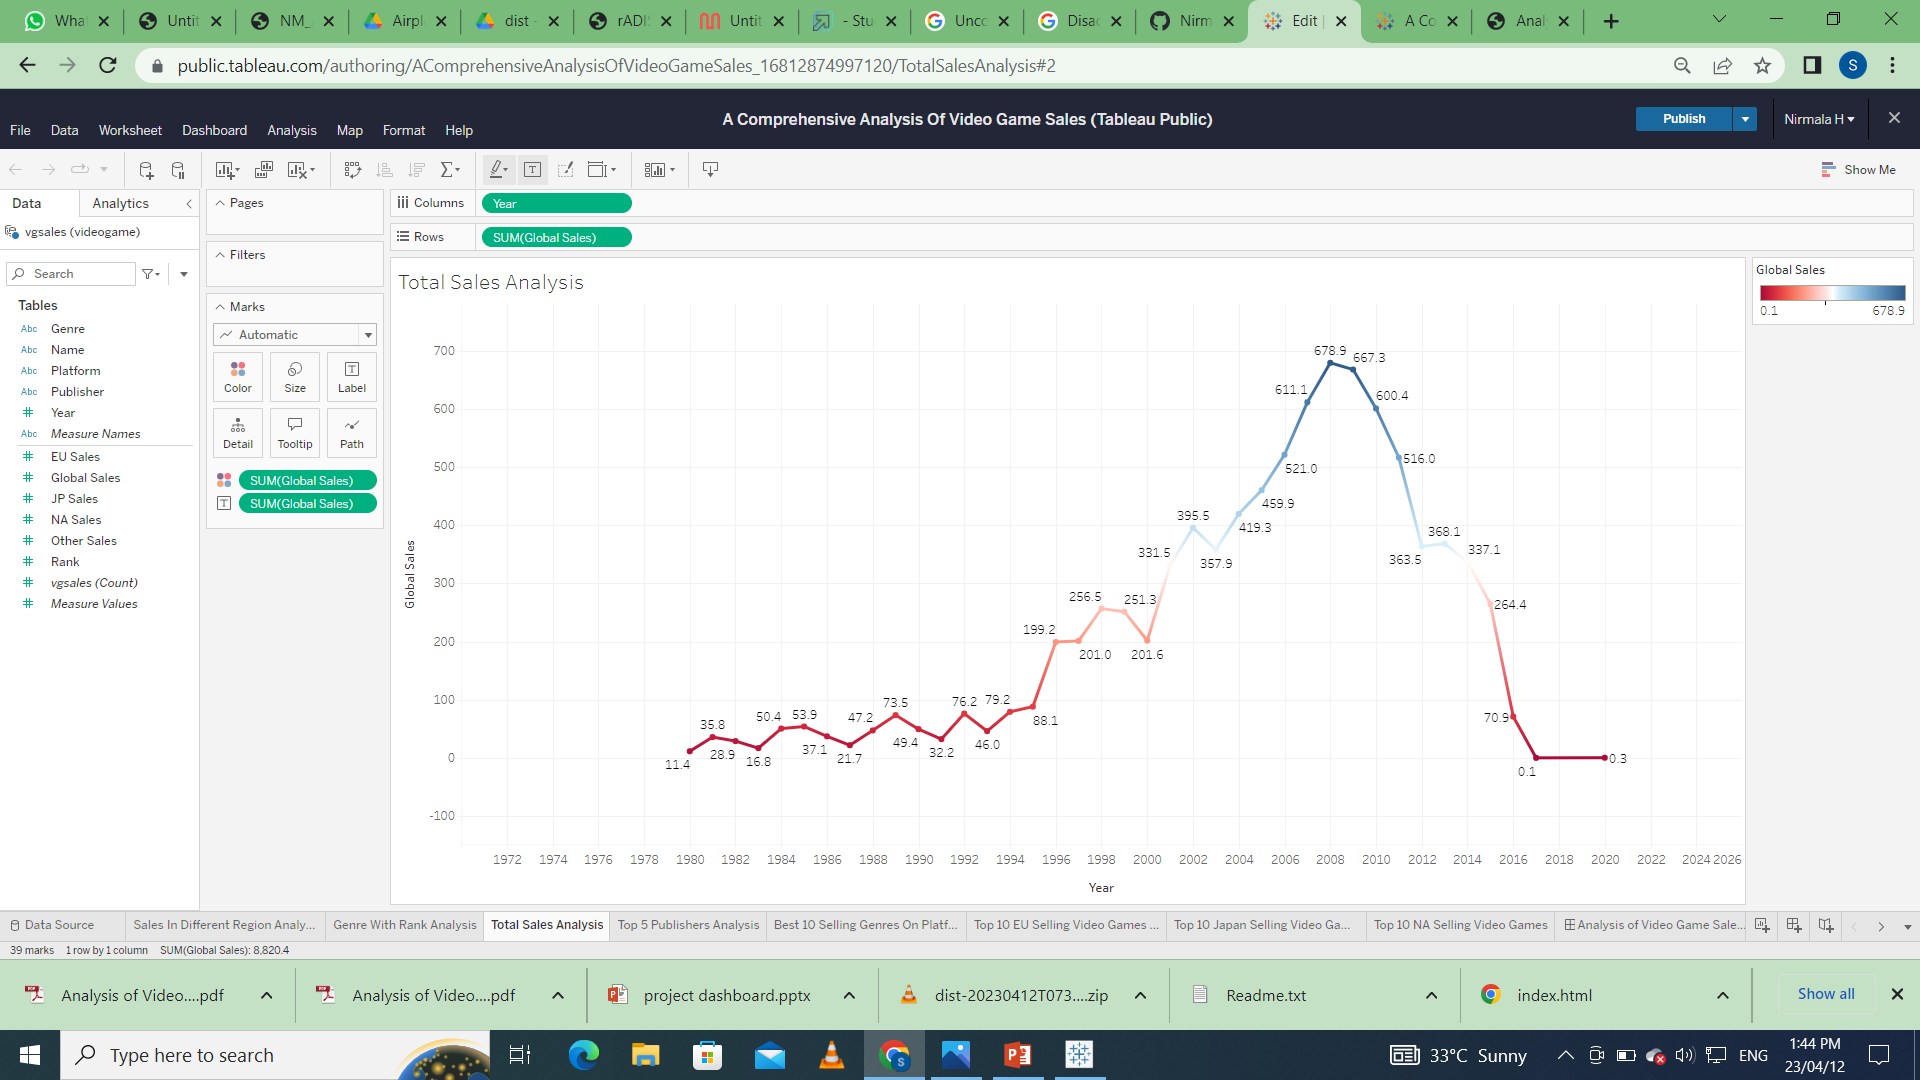 What Untit NM_ Airpl dist - rADI Untit - Stu Unco Disa Nirm Edit | A Co Anal
public.tableau.com/authoring/AComprehensiveAnalysisOfVideoGameSales_16812874997120/TotalSalesAnalysis#2 S
A Comprehensive Analysis Of Video Game Sales (Tableau Public) Publish Nirmala H
File Data Worksheet Dashboard Analysis Map Format Help
Show Me
Data Analytics
vgsales (videogame)
Search
Tables
Abc Genre
Abc Name
Abc Platform
Abc Publisher
# Year
Abc Measure Names
# EU Sales
# Global Sales
# JP Sales
# NA Sales
# Other Sales
# Rank
# vgsales (Count)
# Measure Values
Pages
Filters
Marks
Automatic
Color Size Label
Detail Tooltip Path
SUM(Global Sales)
SUM(Global Sales)
Columns Year
Rows SUM(Global Sales)
Total Sales Analysis
Global Sales
0.1 678.9
700
600
500
400
300
200
100
0
-100
Global Sales
11.4 35.8 28.9 16.8 50.4 53.9 37.1 21.7 47.2 73.5 49.4 32.2 76.2 46.0 79.2 88.1 199.2 201.0 256.5 251.3 201.6 331.5 395.5 357.9 419.3 459.9 521.0 611.1 678.9 667.3 600.4 516.0 363.5 368.1 337.1 264.4 70.9 0.1 0.3
1972 1974 1976 1978 1980 1982 1984 1986 1988 1990 1992 1994 1996 1998 2000 2002 2004 2006 2008 2010 2012 2014 2016 2018 2020 2022 2024 2026
Year
Data Source Sales In Different Region Analy... Genre With Rank Analysis Total Sales Analysis Top 5 Publishers Analysis Best 10 Selling Genres On Platf... Top 10 EU Selling Video Games ... Top 10 Japan Selling Video Ga... Top 10 NA Selling Video Games Analysis of Video Game Sale...
39 marks 1 row by 1 column SUM(Global Sales): 8,820.4
Analysis of Video....pdf Analysis of Video....pdf project dashboard.pptx dist-20230412T073....zip Readme.txt index.html Show all
Type here to search
33°C Sunny ENG
1:44 PM
23/04/12